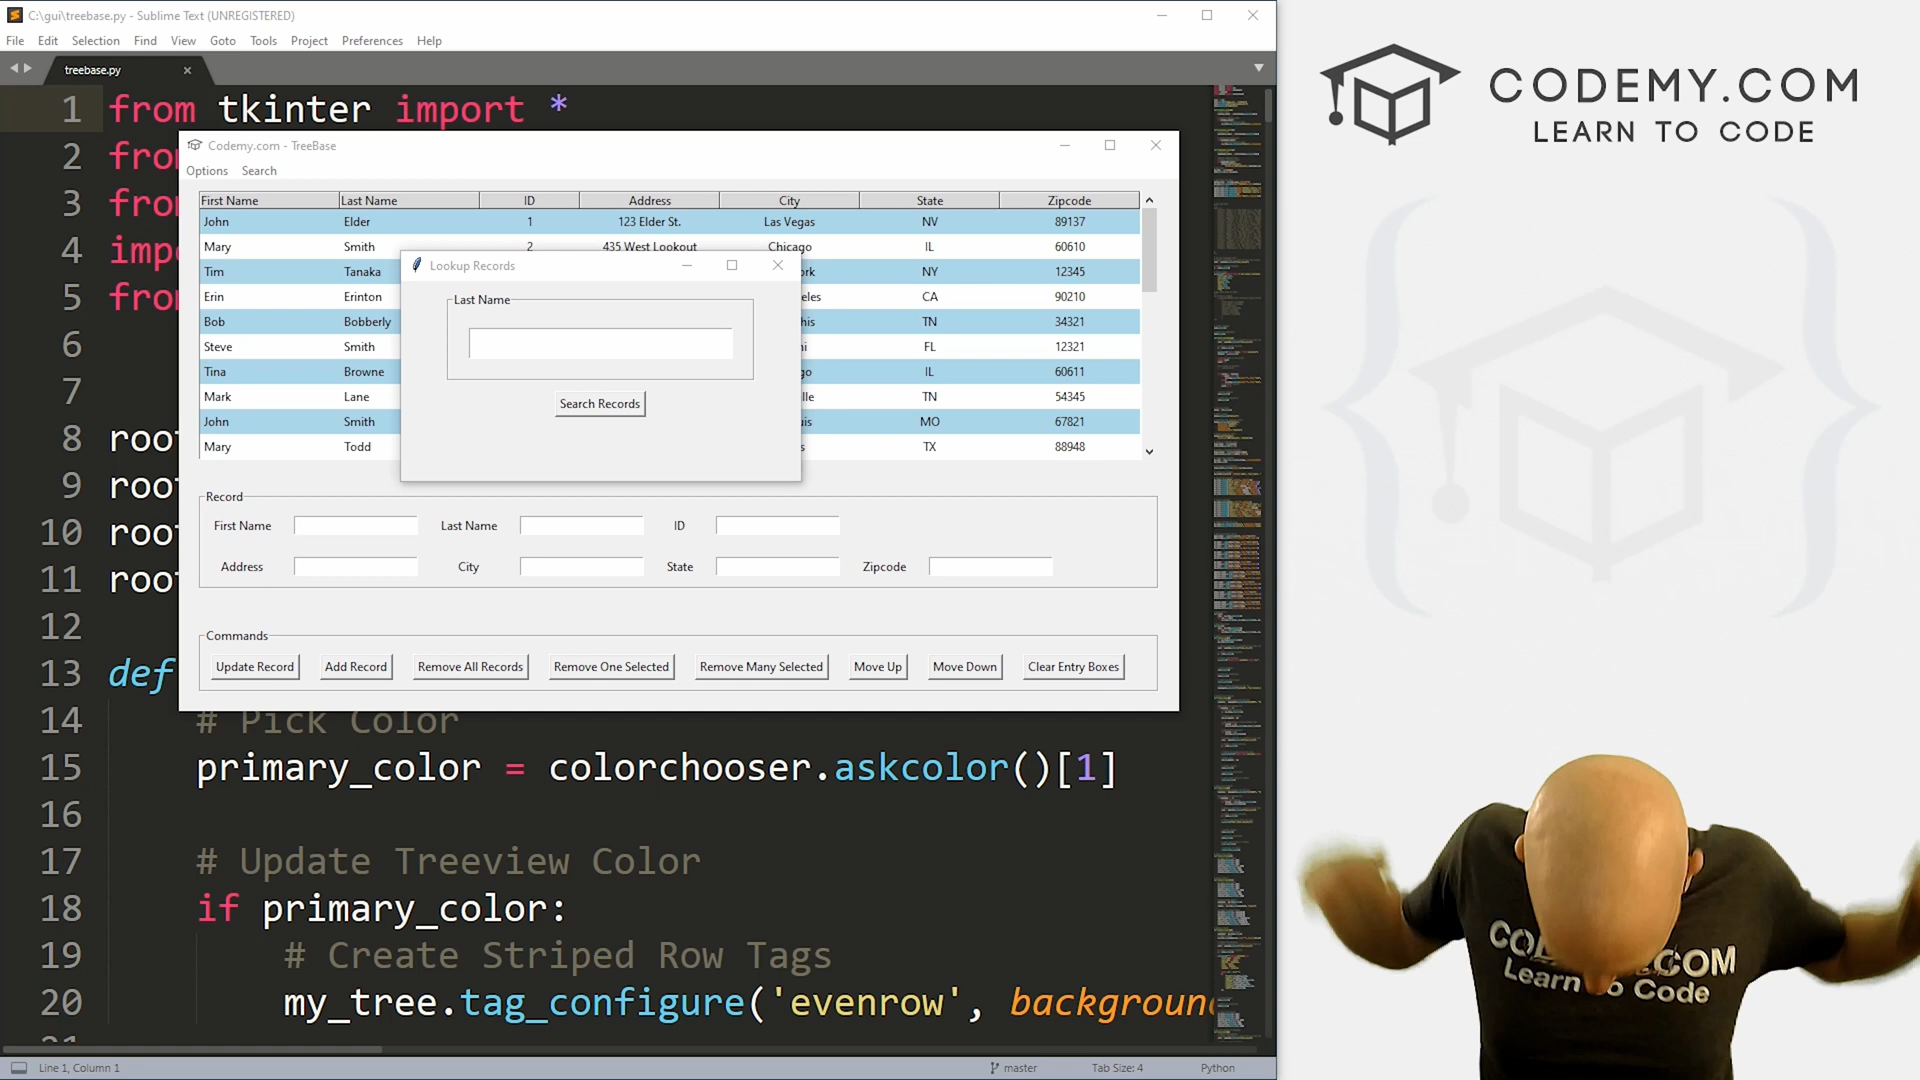 C:\gui\treebase.py - Sublime Text (UNREGISTERED)
File Edit Selection Find View Goto Tools Project Preferences Help
treebase.py
1 from tkinter import *
2
3
4
5
6
7
8
9
10
11
12
13 def
14 # Pick Color
15 primary_color = colorchooser.askcolor()[1]
16
17 # Update Treeview Color
18 if primary_color:
19 # Create Striped Row Tags
20 my_tree.tag_configure('evenrow', background
Codemy.com - TreeBase
Options Search
First Name Last Name ID Address City State Zipcode
John Elder 1 123 Elder St. Las Vegas NV 89137
Mary Smith 2 435 West Lookout Chicago IL 60610
Tim Tanaka NY 12345
Erin Erinton CA 90210
Bob Bobberly TN 34321
Steve Smith FL 12321
Tina Browne IL 60611
Mark Lane TN 54345
John Smith MO 67821
Mary Todd TX 88948
Lookup Records
Last Name
Search Records
Record
First Name Last Name ID
Address City State Zipcode
Commands
Update Record Add Record Remove All Records Remove One Selected Remove Many Selected Move Up Move Down Clear Entry Boxes
Line 1, Column 1 master Tab Size: 4 Python
CODEMY.COM
LEARN TO CODE
Learn to Code